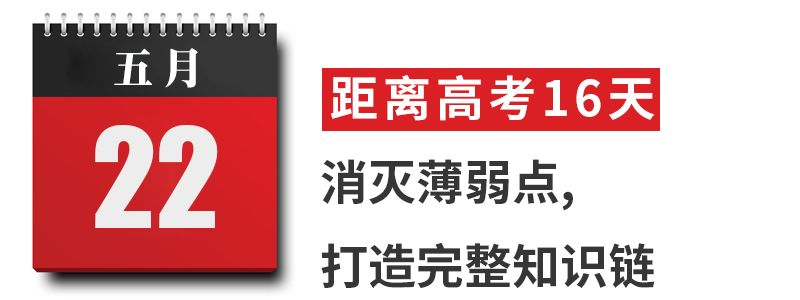 五月
22
距离高考16天
消灭薄弱点,
打造完整知识链